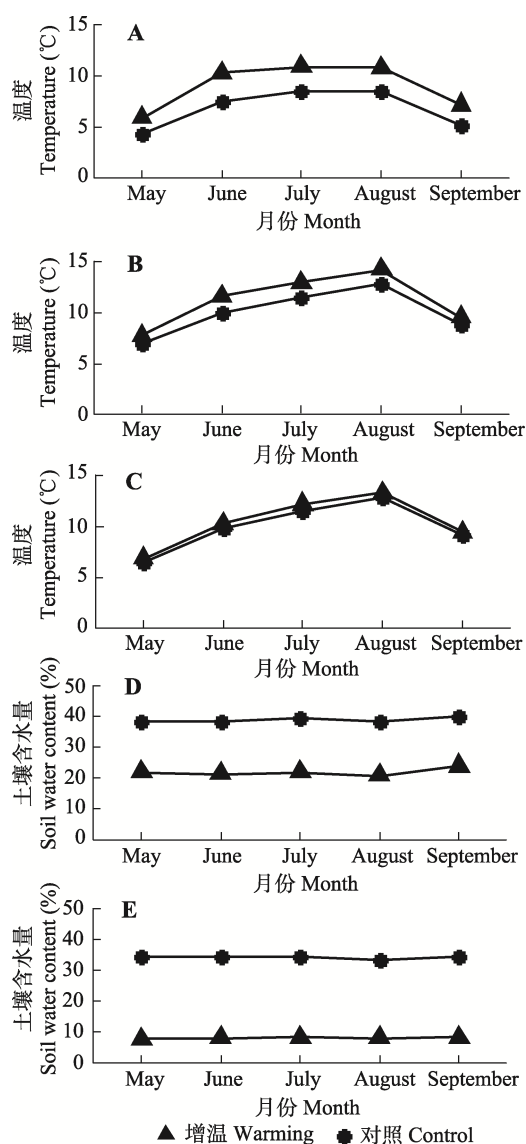 A
15
10
5
0
温度
Temperature (℃)
May June July August September
月份 Month
B
15
10
5
0
温度
Temperature (℃)
May June July August September
月份 Month
C
15
10
5
0
温度
Temperature (℃)
May June July August September
月份 Month
D
50
40
30
20
10
0
土壤含水量
Soil water content (%)
May June July August September
月份 Month
E
50
40
30
20
10
0
土壤含水量
Soil water content (%)
May June July August September
月份 Month
增温 Warming 对照 Control